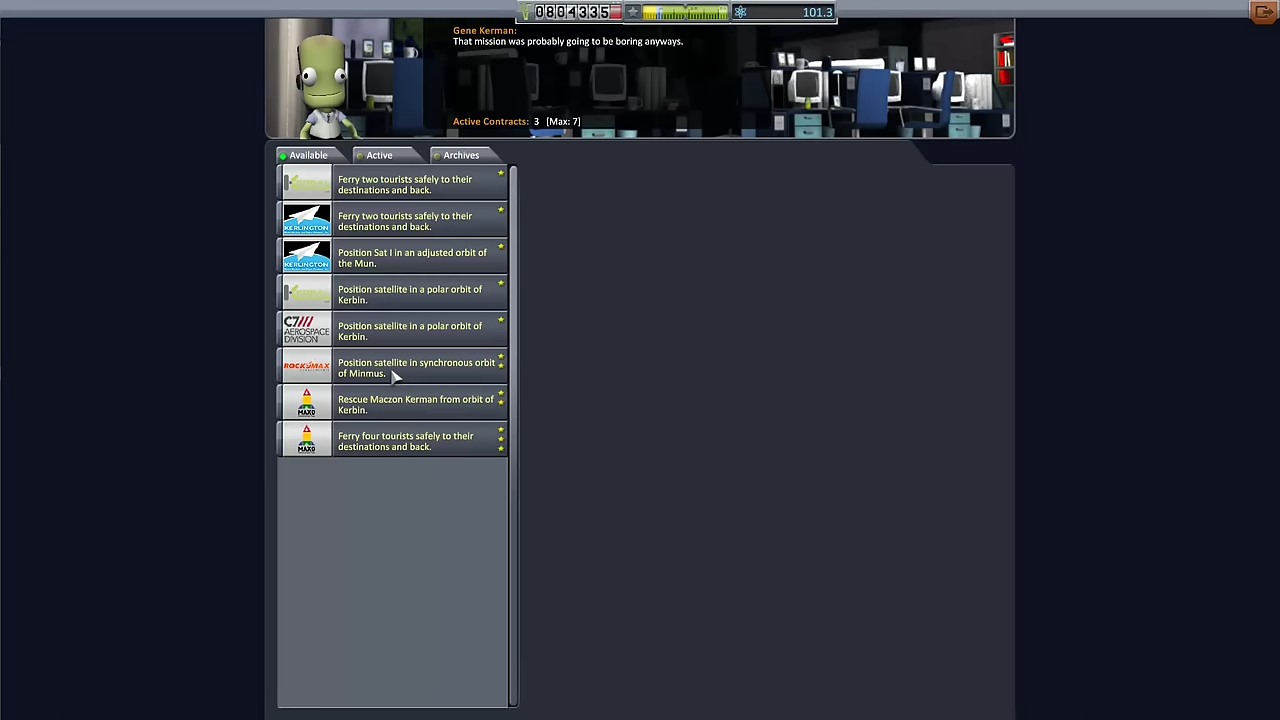 0804335
101.3
Gene Kerman:
That mission was probably going to be boring anyways.
Active Contracts: 3 [Max: 7]
Available
Active
Archives
Ferry two tourists safely to their
destinations and back.
KERLINGTON
Ferry two tourists safely to their
destinations and back.
KERLINGTON
Position Sat I in an adjusted orbit of
the Mun.
Position satellite in a polar orbit of
Kerbin.
C7///
AEROSPACE
DIVISION
Position satellite in a polar orbit of
Kerbin.
ROCKOMAX
Position satellite in synchronous orbit
of Minmus.
MAXO
Rescue Maczon Kerman from orbit of
Kerbin.
MAXO
Ferry four tourists safely to their
destinations and back.